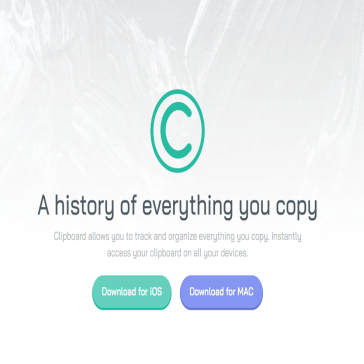 ©
A history of everything you copy
Clipboard allows you to track and organize everything you copy. Instantly
access your clipboard on all your devices.
Download for iOS
Download for MAC